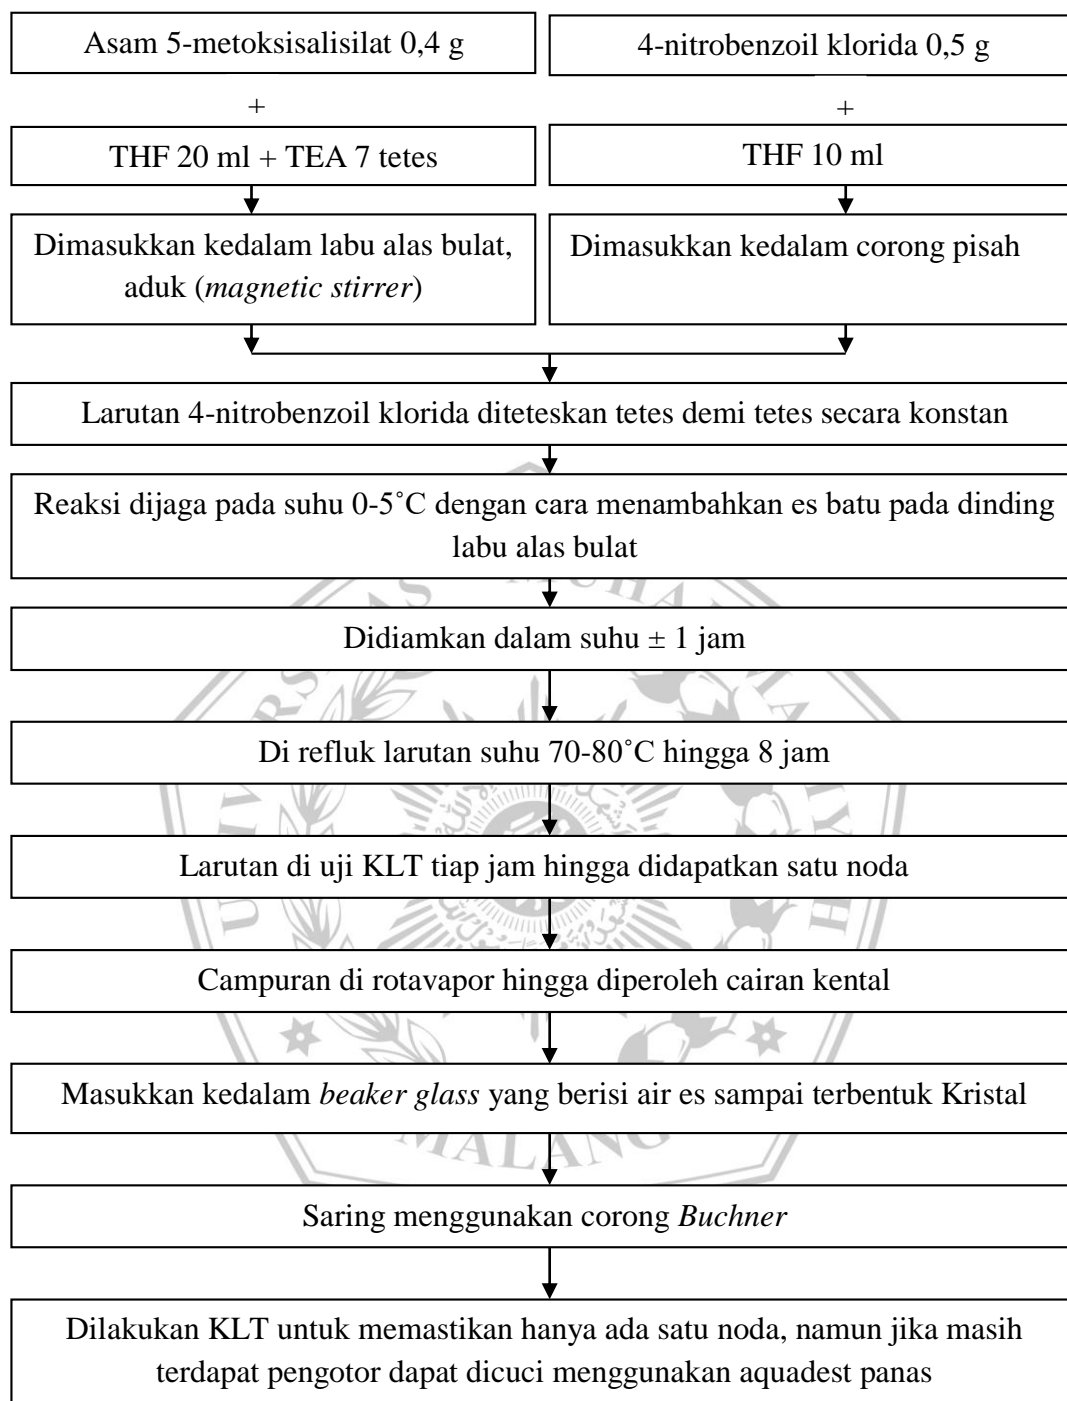 Asam 5-metoksisalisilat 0,4 g
4-nitrobenzoil klorida 0,5 g
+
+
THF 20 ml + TEA 7 tetes
THF 10 ml
Dimasukkan kedalam labu alas bulat,
aduk (magnetic stirrer)
Dimasukkan kedalam corong pisah
Larutan 4-nitrobenzoil klorida diteteskan tetes demi tetes secara konstan
Reaksi dijaga pada suhu 0-5˚C dengan cara menambahkan es batu pada dinding
labu alas bulat
Didiamkan dalam suhu ± 1 jam
Di refluk larutan suhu 70-80˚C hingga 8 jam
Larutan di uji KLT tiap jam hingga didapatkan satu noda
Campuran di rotavapor hingga diperoleh cairan kental
Masukkan kedalam beaker glass yang berisi air es sampai terbentuk Kristal
MALANG
Saring menggunakan corong Buchner
Dilakukan KLT untuk memastikan hanya ada satu noda, namun jika masih
terdapat pengotor dapat dicuci menggunakan aquadest panas